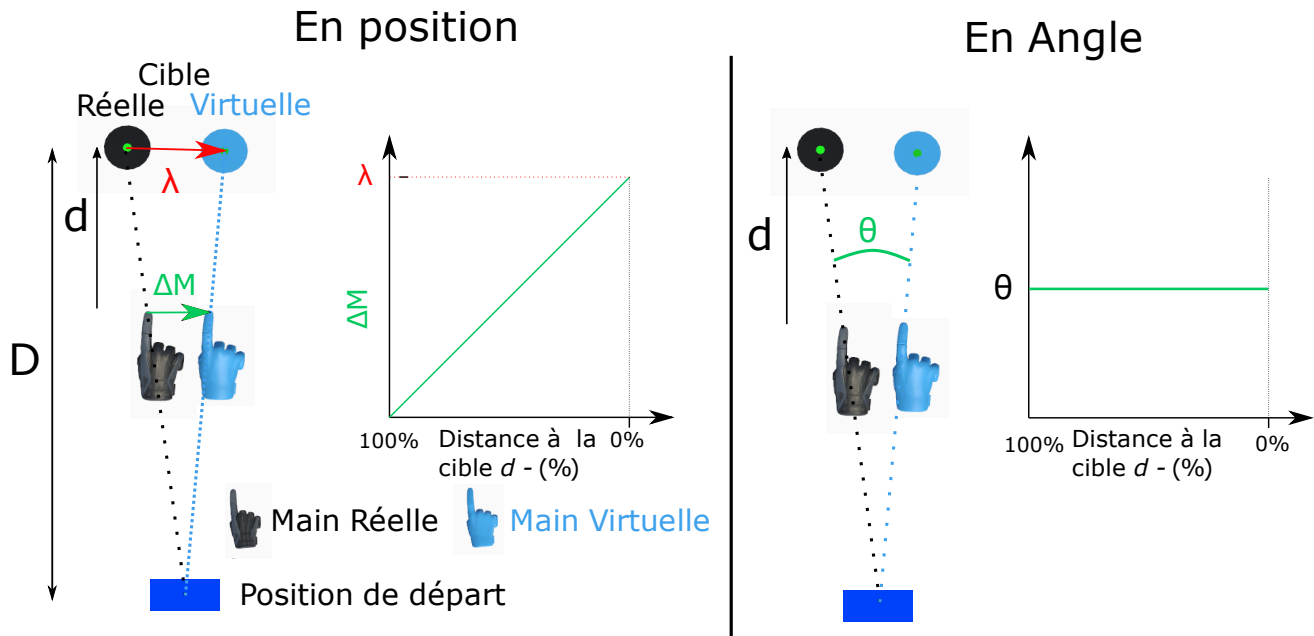 En position
Cible
Réelle Virtuelle
λ
d
D
ΔM
λ
ΔM
100% Distance à la 0%
cible d - (%)
Main Réelle Main Virtuelle
Position de départ
En Angle
d
θ
θ
100% Distance à la 0%
cible d - (%)